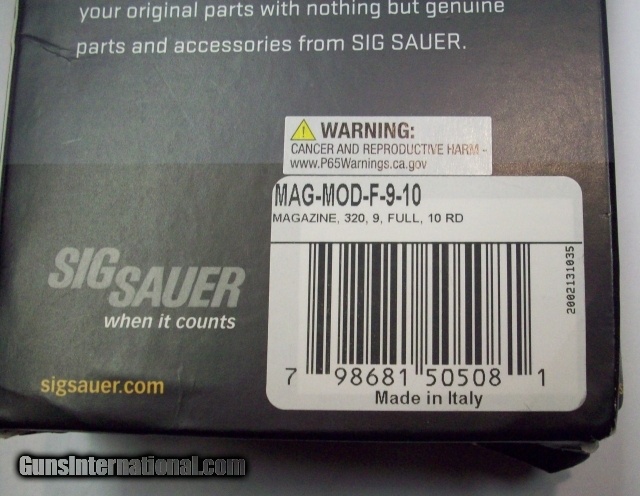 your original parts with nothing but genuine
parts and accessories from SIG SAUER.
WARNING:
CANCER AND REPRODUCTIVE HARM -
www.P65Warnings.ca.gov
MAG-MOD-F-9-10
MAGAZINE, 320, 9, FULL, 10 RD
2002131035
7 98681 50508 1
Made in Italy
SIG SAUER
when it counts
sigsauer.com
GunsInternational.com